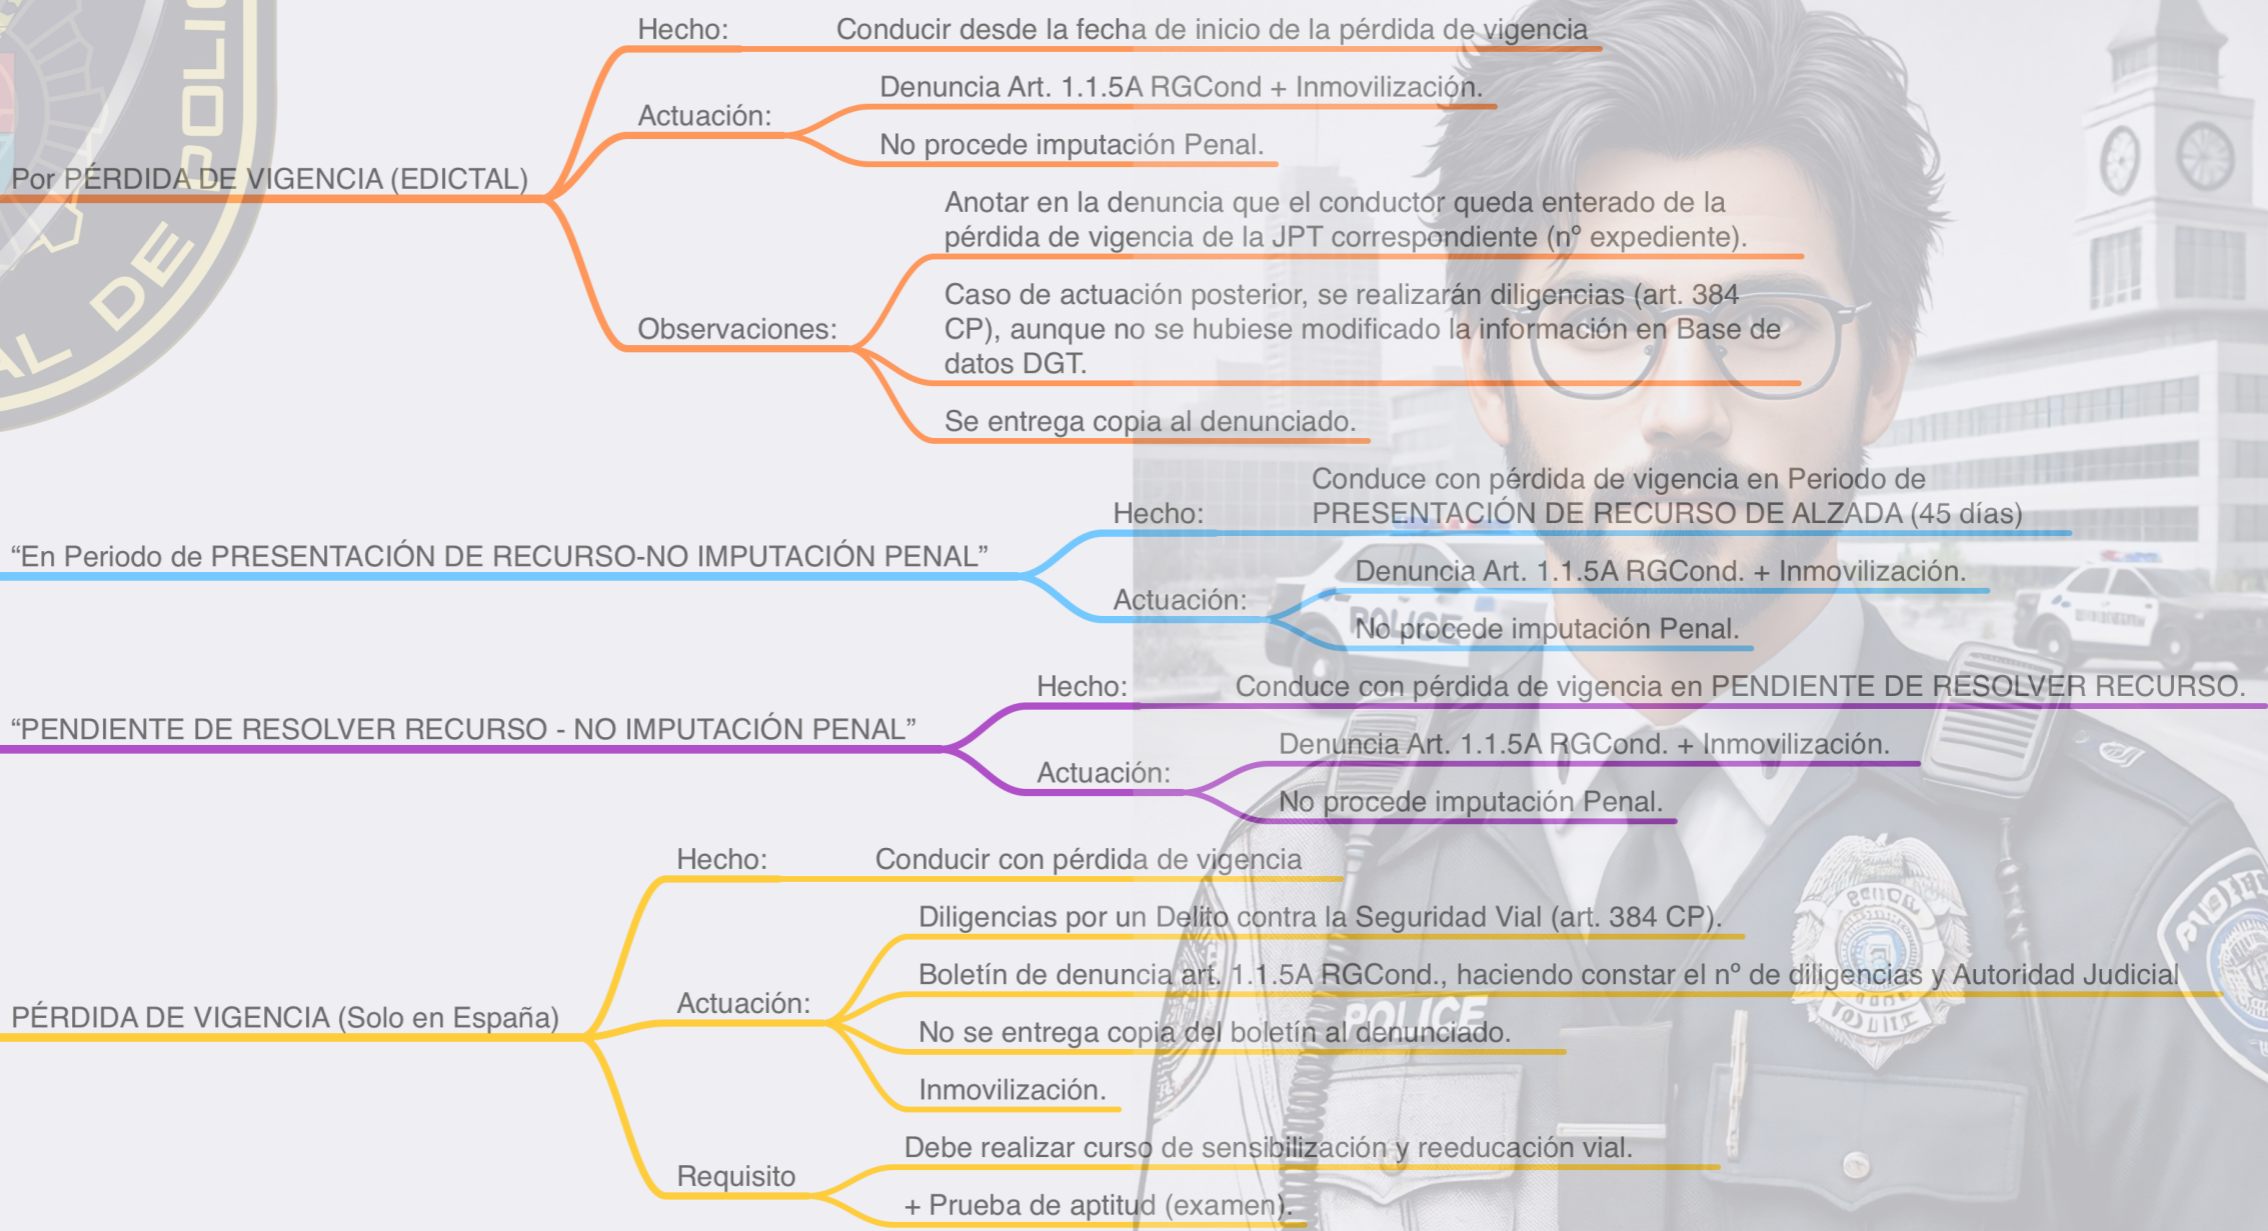 POLIC
AL DE
Por PÉRDIDA DE VIGENCIA (EDICTAL)
Hecho:
Conducir desde la fecha de inicio de la pérdida de vigencia
Actuación:
Denuncia Art. 1.1.5A RGCond + Inmovilización.
No procede imputación Penal.
Observaciones:
Anotar en la denuncia que el conductor queda enterado de la
pérdida de vigencia de la JPT correspondiente (nº expediente).
Caso de actuación posterior, se realizarán diligencias (art. 384
CP), aunque no se hubiese modificado la información en Base de
datos DGT.
Se entrega copia al denunciado.
“En Periodo de PRESENTACIÓN DE RECURSO-NO IMPUTACIÓN PENAL”
Hecho:
Conduce con pérdida de vigencia en Periodo de
PRESENTACIÓN DE RECURSO DE ALZADA (45 días)
Actuación:
Denuncia Art. 1.1.5A RGCond. + Inmovilización.
No procede imputación Penal.
POLICE
“PENDIENTE DE RESOLVER RECURSO - NO IMPUTACIÓN PENAL”
Hecho:
Conduce con pérdida de vigencia en PENDIENTE DE RESOLVER RECURSO.
Actuación:
Denuncia Art. 1.1.5A RGCond. + Inmovilización.
No procede imputación Penal.
PÉRDIDA DE VIGENCIA (Solo en España)
Hecho:
Conducir con pérdida de vigencia
Actuación:
Diligencias por un Delito contra la Seguridad Vial (art. 384 CP).
Boletín de denuncia art. 1.1.5A RGCond., haciendo constar el nº de diligencias y Autoridad Judicial
No se entrega copia del boletín al denunciado.
Inmovilización.
POLICE
Requisito
Debe realizar curso de sensibilización y reeducación vial.
+ Prueba de aptitud (examen).